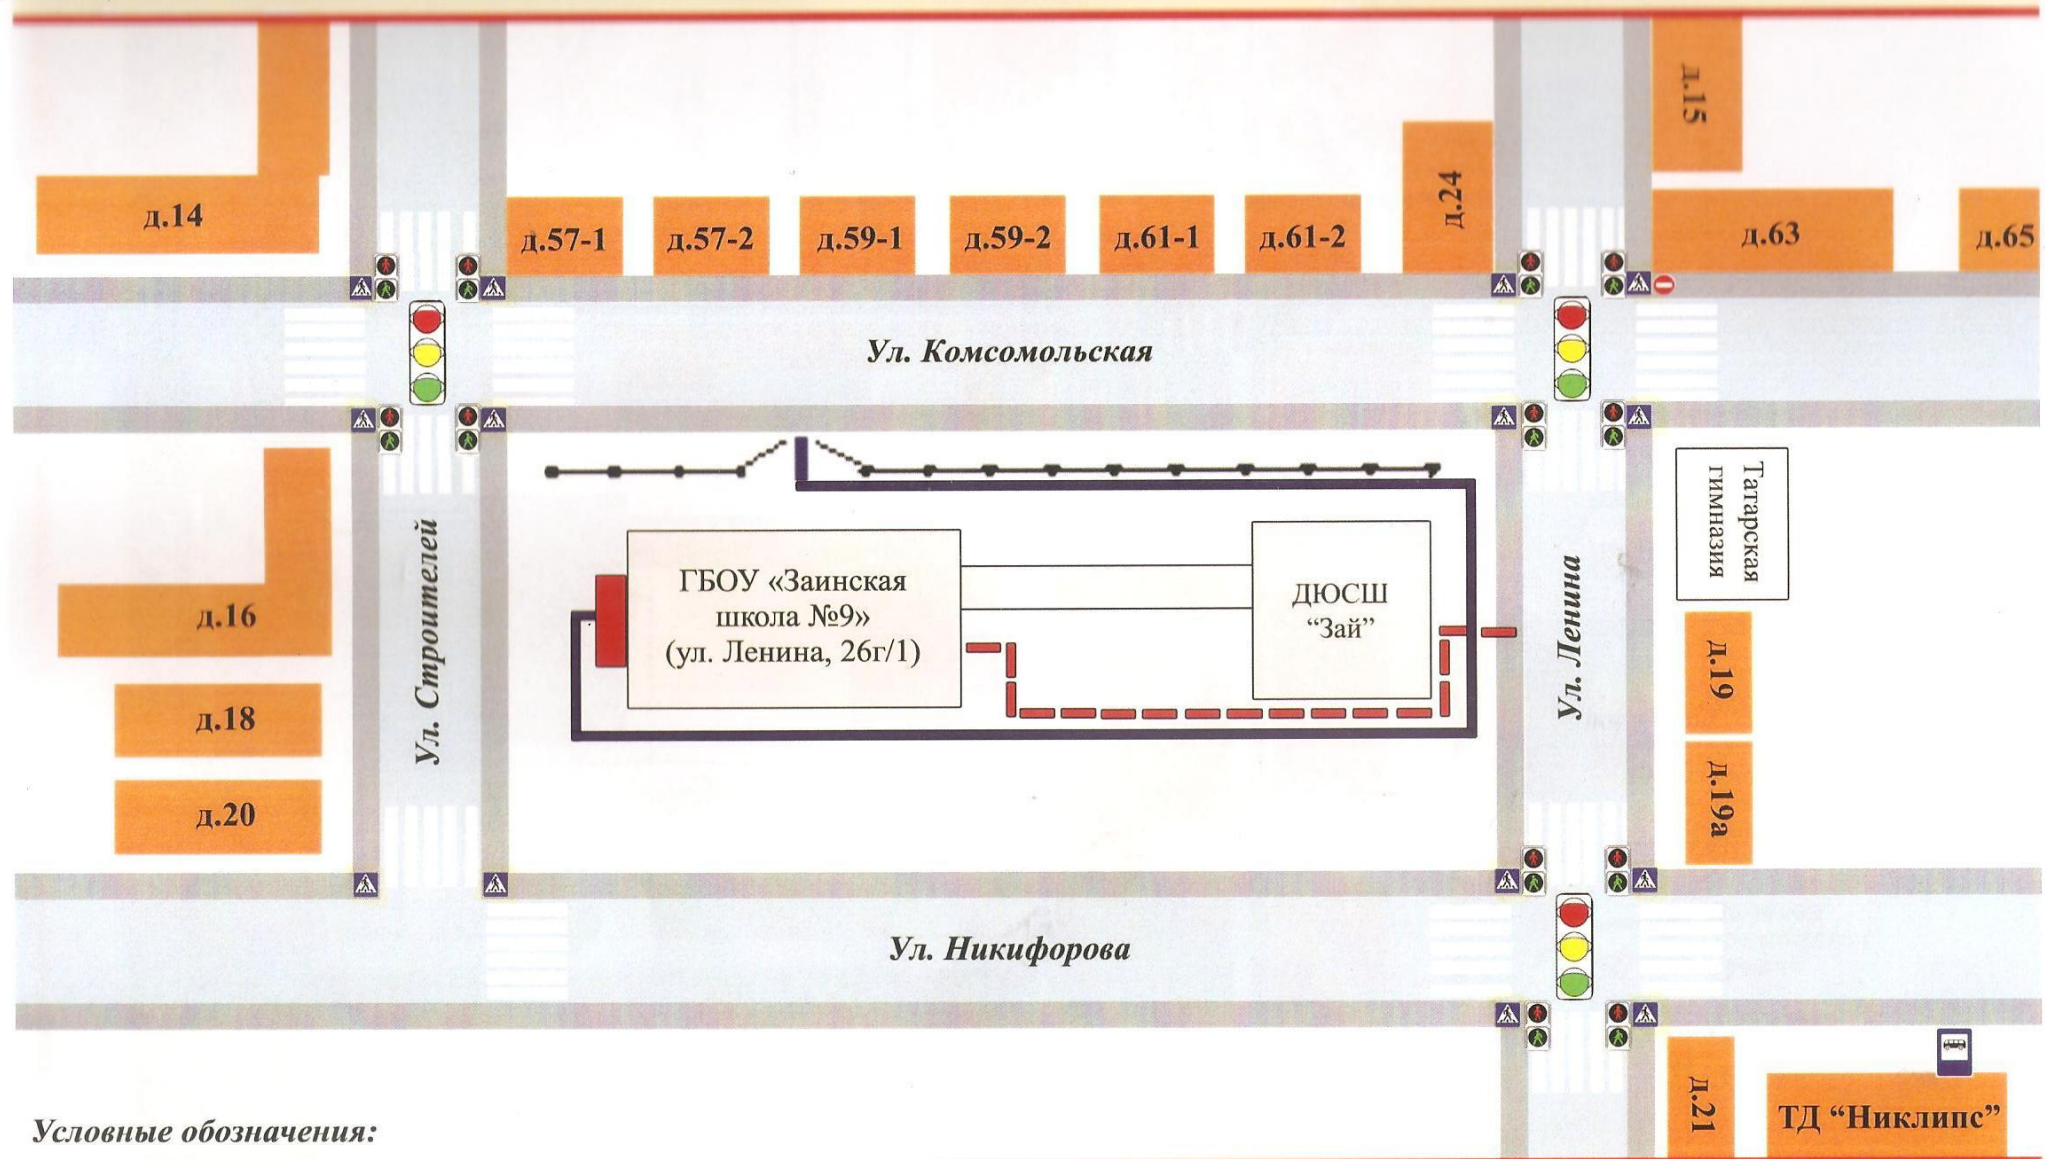 д.15
д.24
д.14
д.57-1
д.57-2
д.59-1
д.59-2
д.61-1
д.61-2
д.63
д.65
Ул. Комсомольская
Татарская
гимназия
Ул. Строителей
ГБОУ «Заинская
школа №9»
(ул. Ленина, 26г/1)
ДЮСШ
“Зай”
Ул. Ленина
д.16
д.19
д.18
д.19а
д.20
Ул. Никифорова
д.21
ТД “Никлипс”
Условные обозначения: